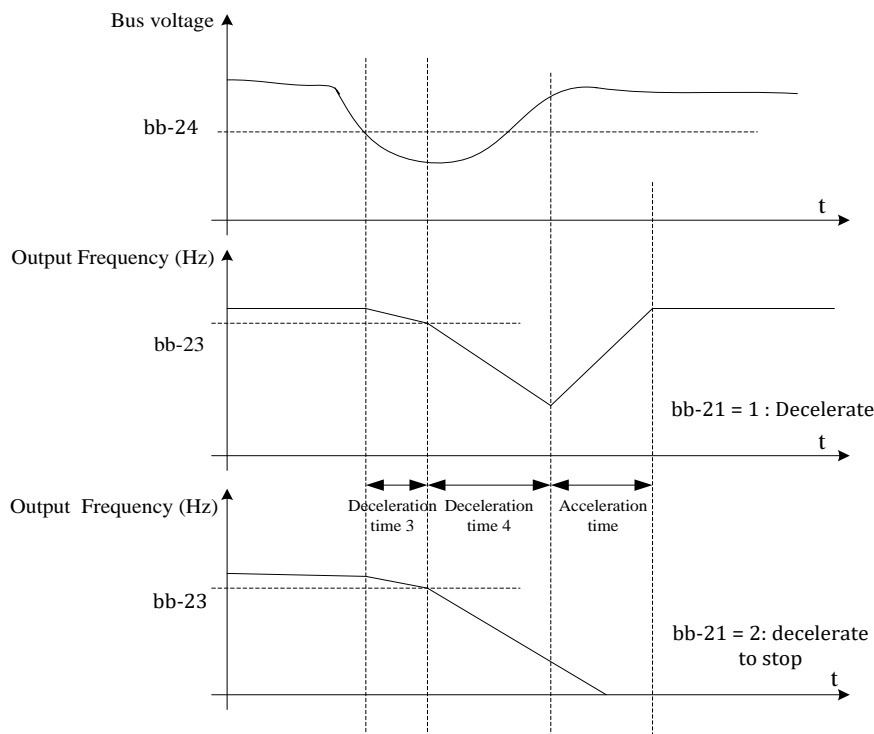 Bus voltage
bb-24
t
Output Frequency (Hz)
bb-23
bb-21 = 1 : Decelerate
t
Deceleration
time 3
Deceleration
time 4
Acceleration
time
Output Frequency (Hz)
bb-23
bb-21 = 2: decelerate
to stop
t